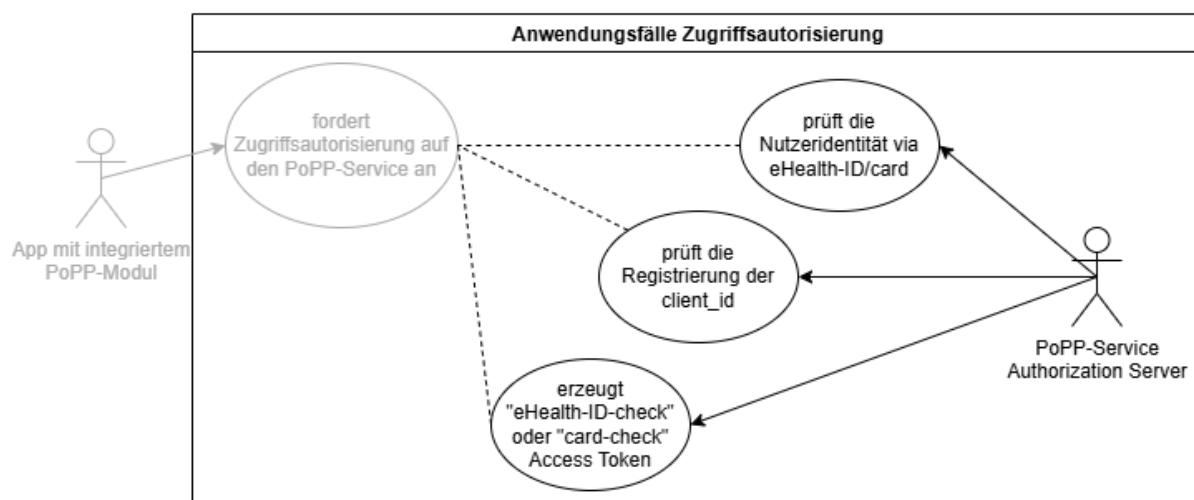 Anwendungsfälle Zugriffsautorisierung
fordert
Zugriffsautorisierung auf
den PoPP-Service an
prüft die
Nutzeridentität via
eHealth-ID/card
App mit integriertem
PoPP-Modul
prüft die
Registrierung der
client_id
PoPP-Service
Authorization Server
erzeugt
"eHealth-ID-check"
oder "card-check"
Access Token